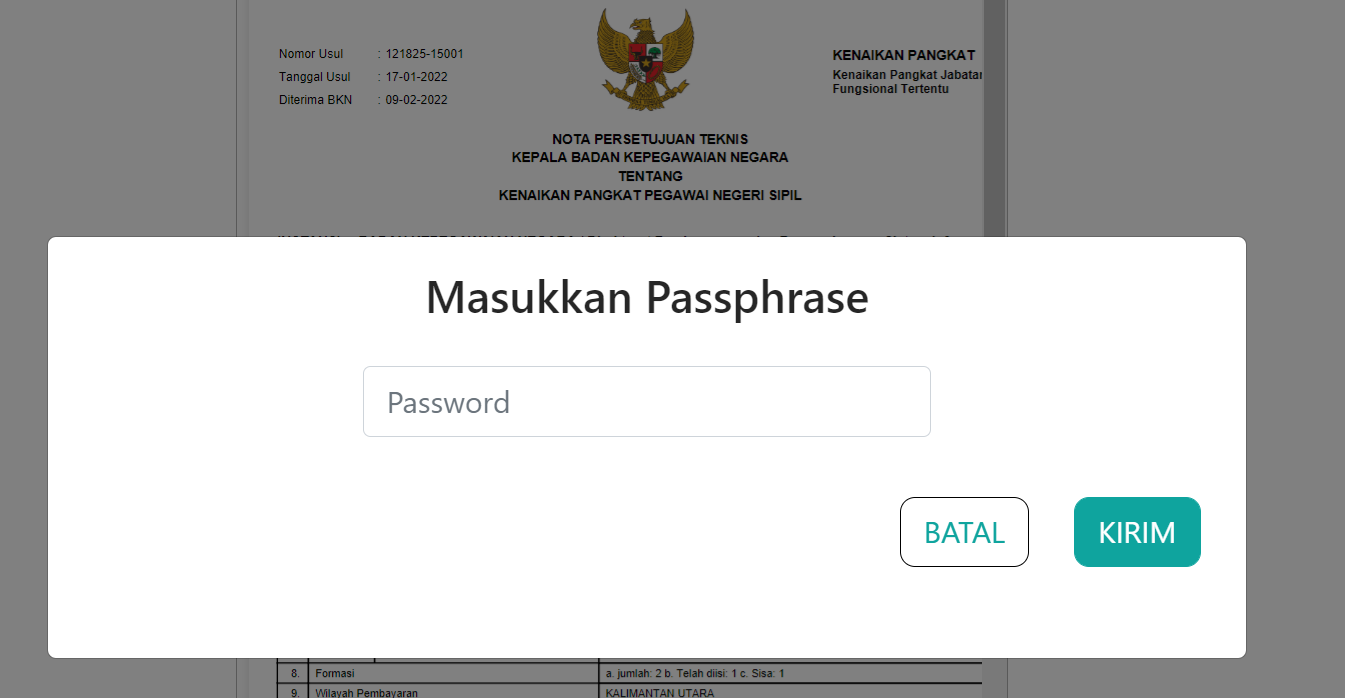 Nomor Usul : 121825-15001
Tanggal Usul : 17-01-2022
Diterima BKN : 09-02-2022
KENAIKAN PANGKAT
Kenaikan Pangkat Jabatan
Fungsional Tertentu
NOTA PERSETUJUAN TEKNIS
KEPALA BADAN KEPEGAWAIAN NEGARA
TENTANG
KENAIKAN PANGKAT PEGAWAI NEGERI SIPIL
Masukkan Passphrase
Password
BATAL
KIRIM
8. Formasi a. jumlah: 2 b. Telah diisi: 1 c. Sisa: 1
9. Wilayah Pembayaran KALIMANTAN UTARA